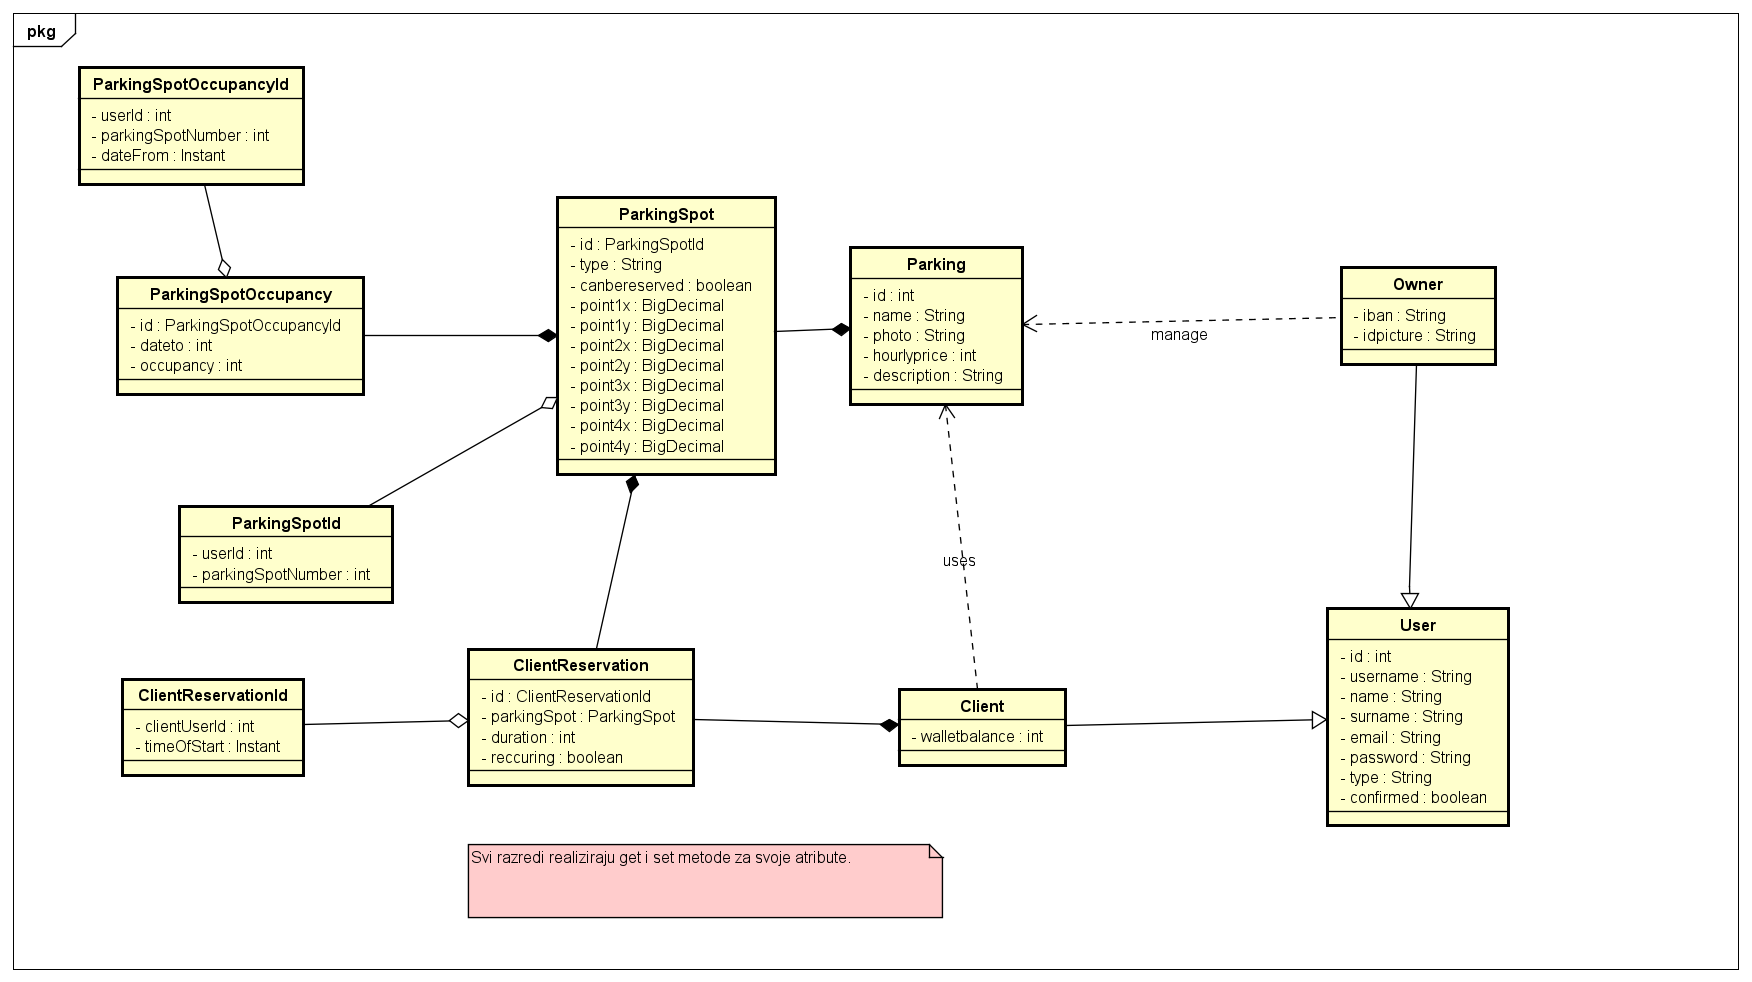 pkg
ParkingSpotOccupancyId
- userId : int
- parkingSpotNumber : int
- dateFrom : Instant
ParkingSpotOccupancy
- id : ParkingSpotOccupancyId
- dateto : int
- occupancy : int
ParkingSpot
- id : ParkingSpotId
- type : String
- canbereserved : boolean
- point1x : BigDecimal
- point1y : BigDecimal
- point2x : BigDecimal
- point2y : BigDecimal
- point3x : BigDecimal
- point3y : BigDecimal
- point4x : BigDecimal
- point4y : BigDecimal
Parking
- id : int
- name : String
- photo : String
- hourlyprice : int
- description : String
manage
Owner
- iban : String
- idpicture : String
ParkingSpotId
- userId : int
- parkingSpotNumber : int
uses
ClientReservationId
- clientUserId : int
- timeOfStart : Instant
ClientReservation
- id : ClientReservationId
- parkingSpot : ParkingSpot
- duration : int
- reccuring : boolean
Client
- walletbalance : int
User
- id : int
- username : String
- name : String
- surname : String
- email : String
- password : String
- type : String
- confirmed : boolean
Svi razredi realiziraju get i set metode za svoje atribute.